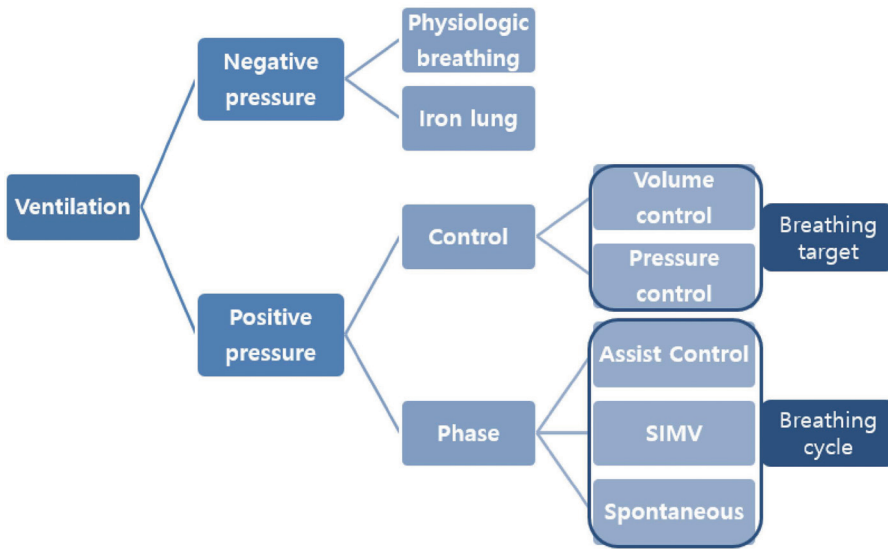 Physiologic
breathing
Negative
pressure
Iron lung
Ventilation
Volume
control
Control
Breathing
target
Pressure
control
Positive
pressure
Assist Control
Phase
SIMV
Breathing
cycle
Spontaneous